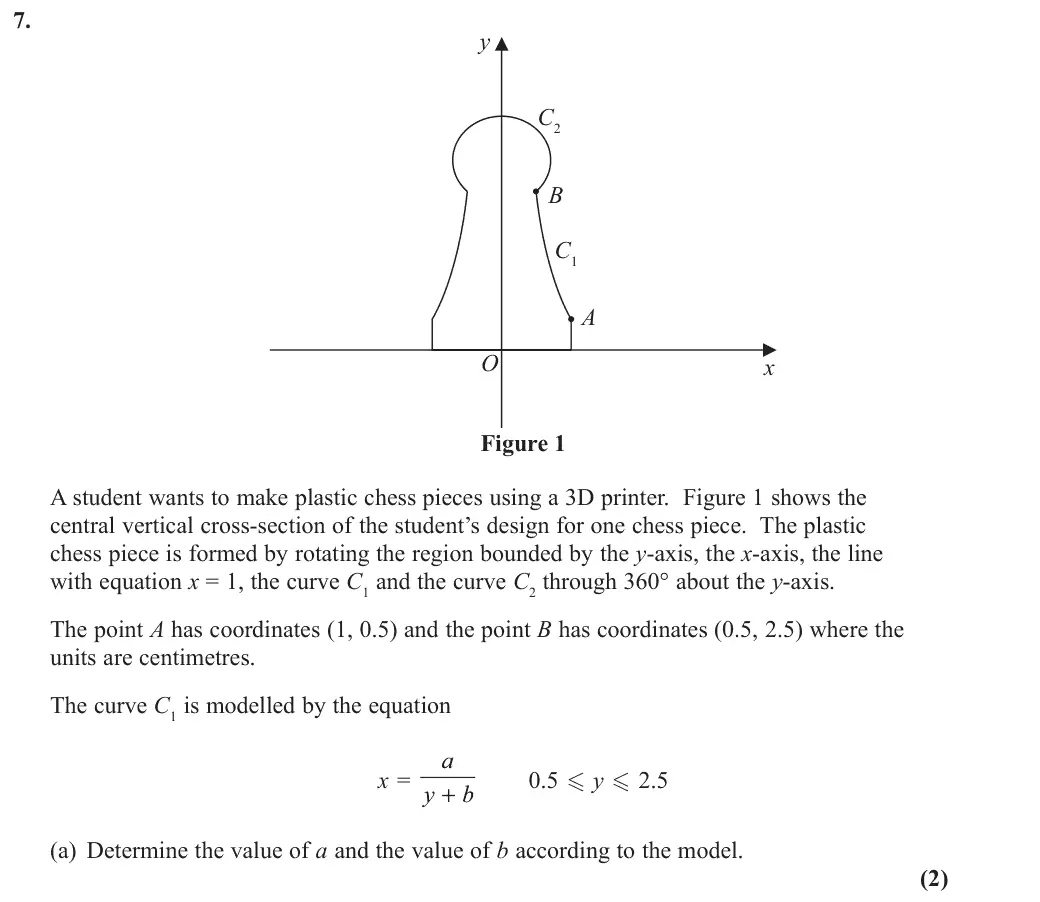 7.
y
C₂
B
C₁
A
O
x
Figure 1
A student wants to make plastic chess pieces using a 3D printer. Figure 1 shows the
central vertical cross-section of the student’s design for one chess piece. The plastic
chess piece is formed by rotating the region bounded by the y-axis, the x-axis, the line
with equation x = 1, the curve C₁ and the curve C₂ through 360° about the y-axis.
The point A has coordinates (1, 0.5) and the point B has coordinates (0.5, 2.5) where the
units are centimetres.
The curve C₁ is modelled by the equation
x = a / (y + b)    0.5 ⩽ y ⩽ 2.5
(a) Determine the value of a and the value of b according to the model.
(2)